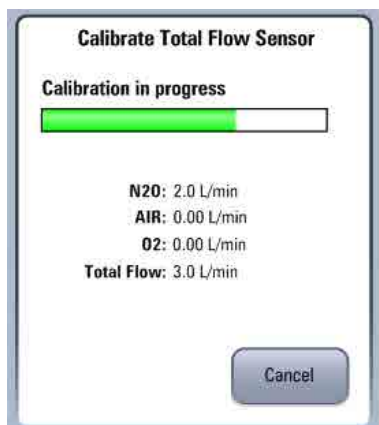 Calibrate Total Flow Sensor
Calibration in progress
N2O: 2.0 L/min
AIR: 0.00 L/min
O2: 0.00 L/min
Total Flow: 3.0 L/min
Cancel